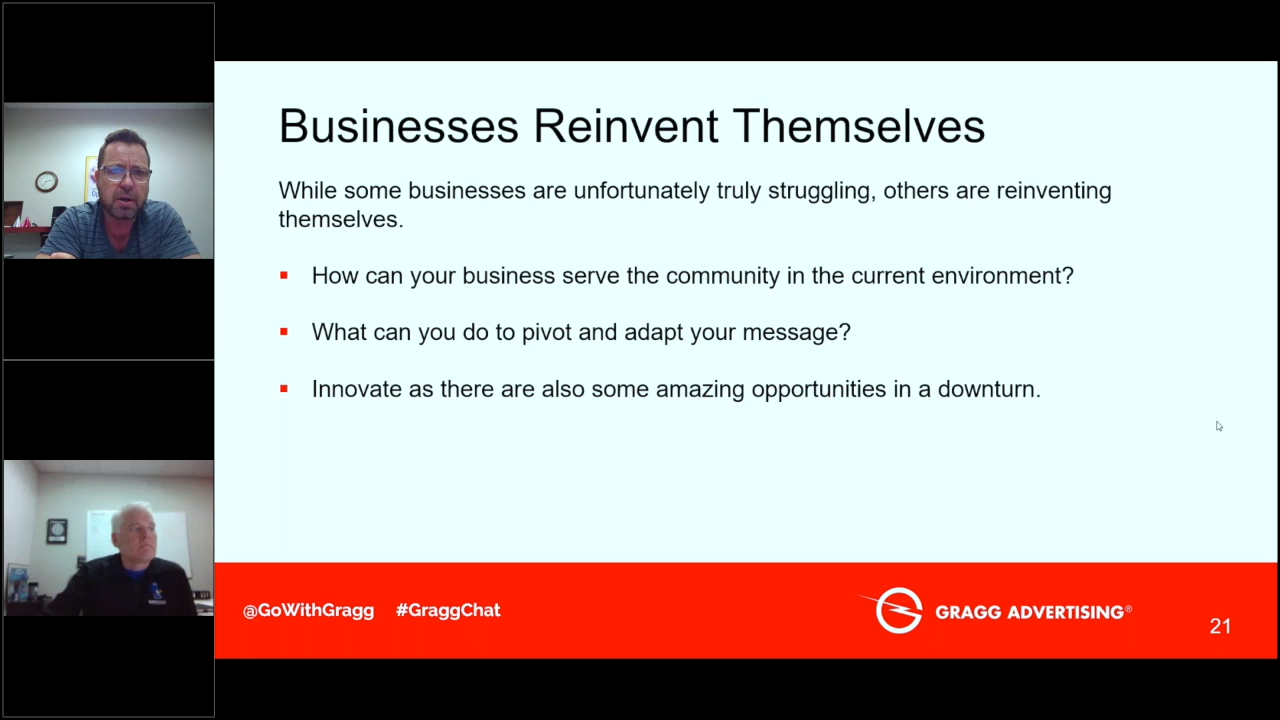 Businesses Reinvent Themselves
While some businesses are unfortunately truly struggling, others are reinventing
themselves.
How can your business serve the community in the current environment?
What can you do to pivot and adapt your message?
Innovate as there are also some amazing opportunities in a downturn.
@GoWithGragg #GraggChat
GRAGG ADVERTISING®
21